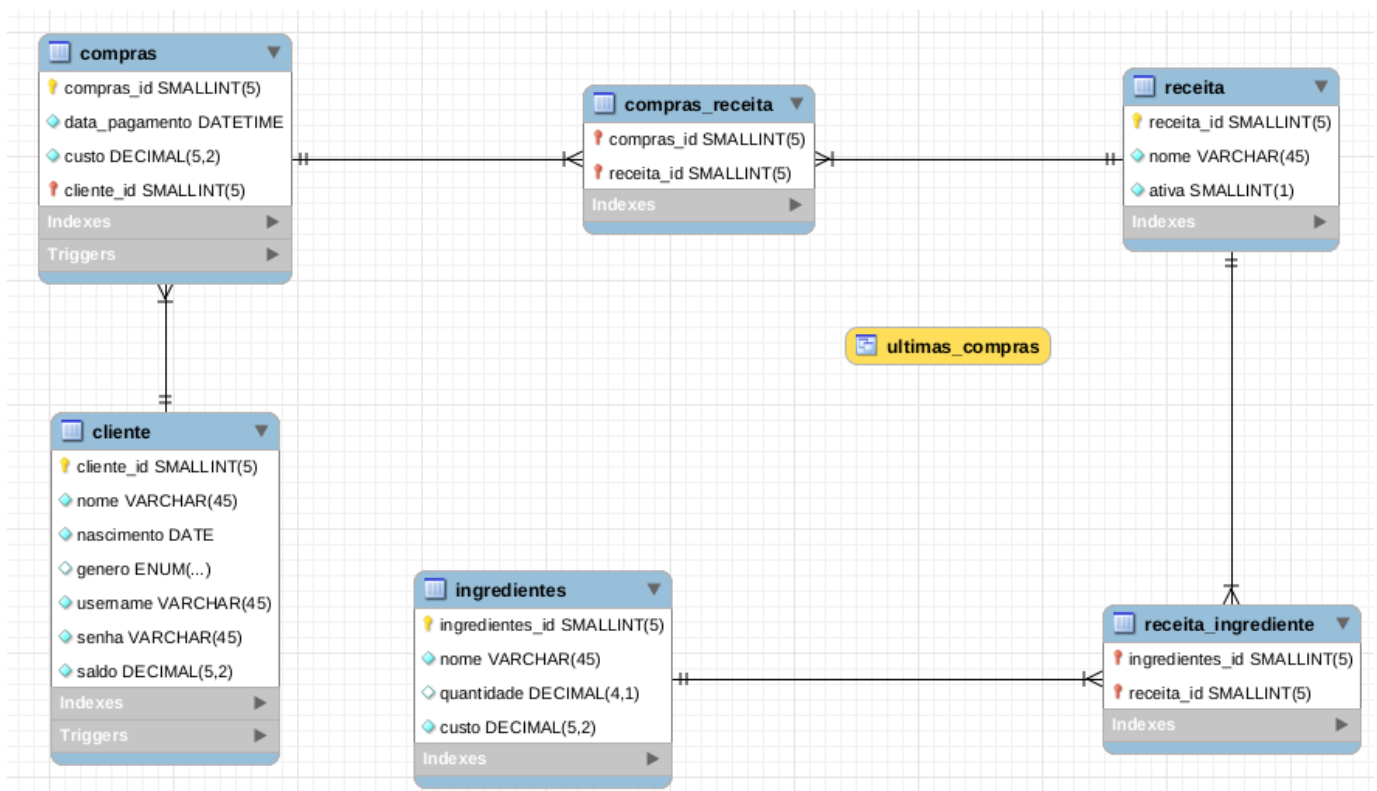 compras
compras_id SMALLINT(5)
data_pagamento DATETIME
custo DECIMAL(5,2)
cliente_id SMALLINT(5)
Indexes
Triggers
compras_receita
compras_id SMALLINT(5)
receita_id SMALLINT(5)
Indexes
receita
receita_id SMALLINT(5)
nome VARCHAR(45)
ativa SMALLINT(1)
Indexes
ultimas_compras
cliente
cliente_id SMALLINT(5)
nome VARCHAR(45)
nascimento DATE
genero ENUM(...)
username VARCHAR(45)
senha VARCHAR(45)
saldo DECIMAL(5,2)
Indexes
Triggers
ingredientes
ingredientes_id SMALLINT(5)
nome VARCHAR(45)
quantidade DECIMAL(4,1)
custo DECIMAL(5,2)
Indexes
receita_ingrediente
ingredientes_id SMALLINT(5)
receita_id SMALLINT(5)
Indexes